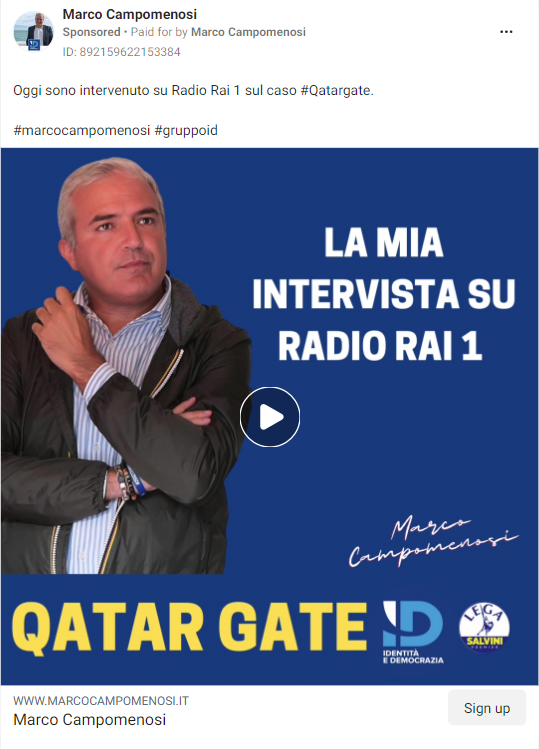 Marco Campomenosi
Sponsored • Paid for by Marco Campomenosi
ID: 892159622153384
Oggi sono intervenuto su Radio Rai 1 sul caso #Qatargate.
#marcocampomenosi #gruppoid
LA MIA
INTERVISTA SU
RADIO RAI 1
Marco
Campomenosi
QATAR GATE
ID
IDENTITÀ
E DEMOCRAZIA
LEGA
SALVINI
PREMIER
WWW.MARCOCAMPOMENOSI.IT
Marco Campomenosi
Sign up